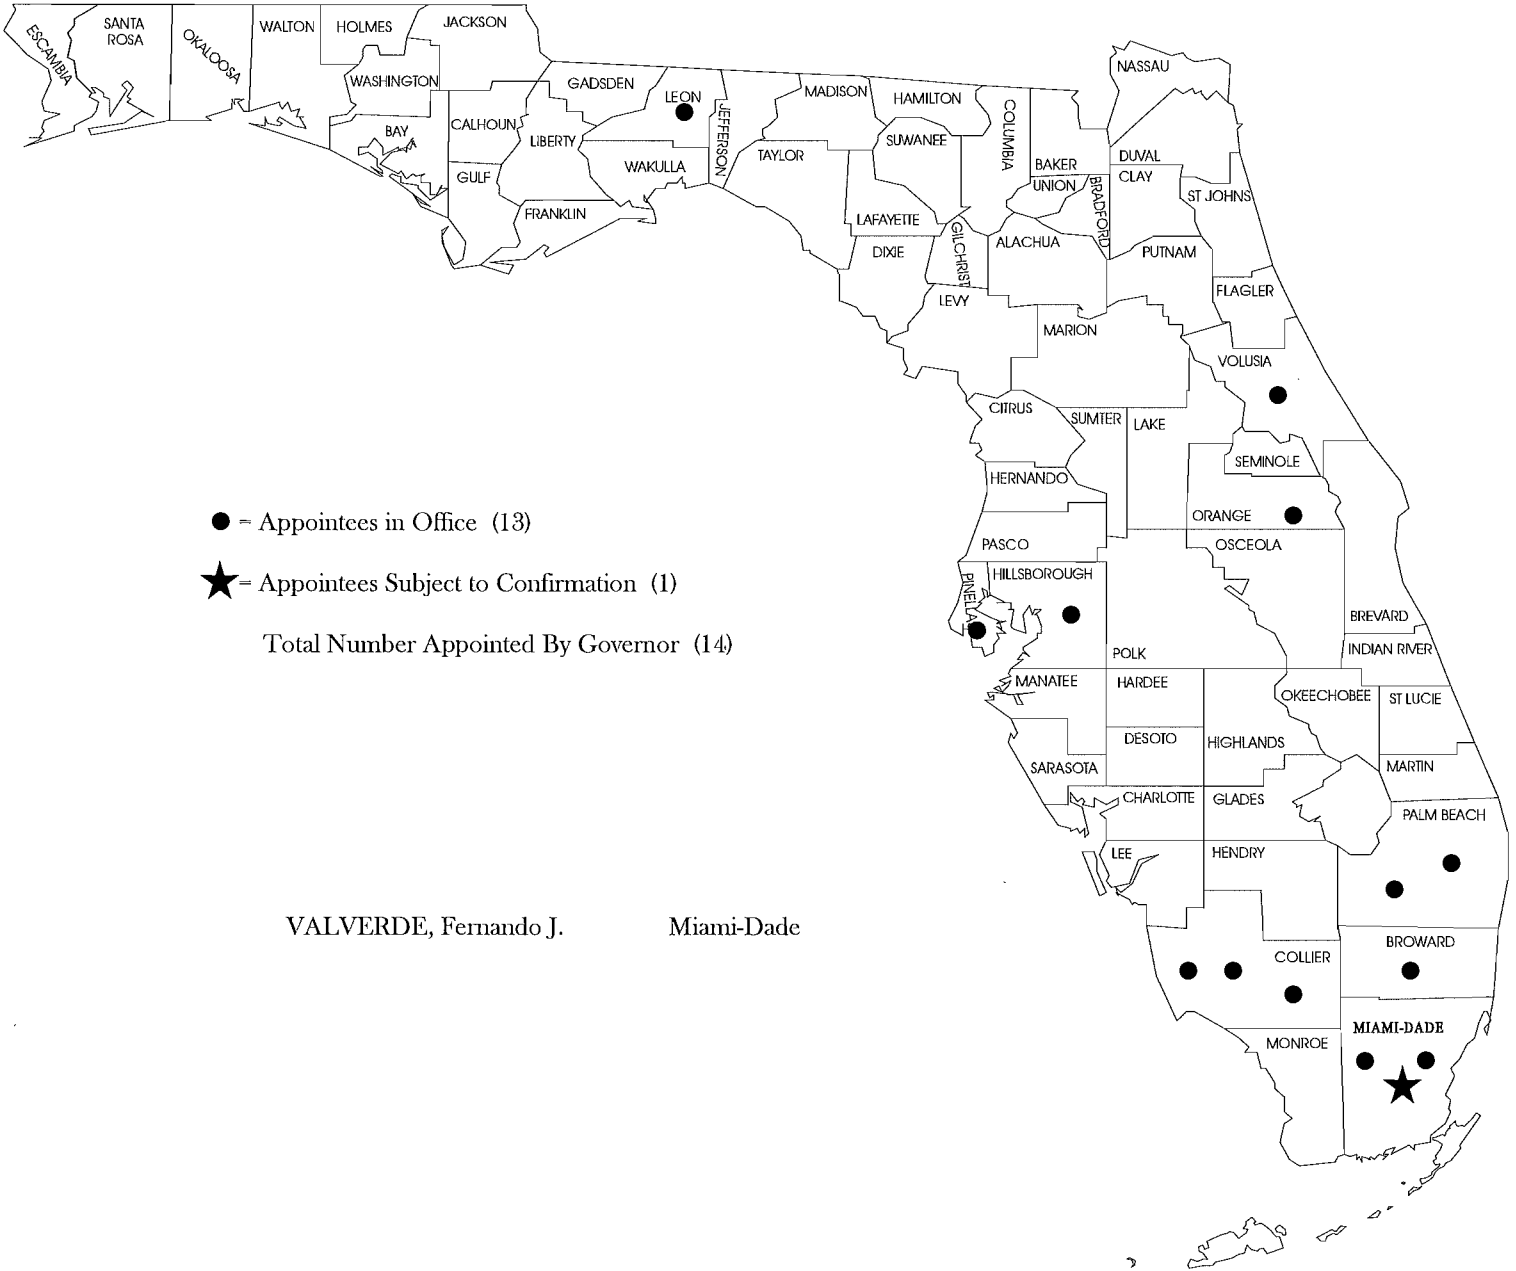 ESCAMBIA
SANTA
ROSA
OKALOOSA
WALTON
HOLMES
JACKSON
WASHINGTON
BAY
CALHOUN
GULF
LIBERTY
GADSDEN
FRANKLIN
LEON
WAKULLA
JEFFERSON
MADISON
TAYLOR
HAMILTON
SUWANEE
LAFAYETTE
DIXIE
COLUMBIA
GILCHRIST
BAKER
UNION
BRADFORD
ALACHUA
LEVY
NASSAU
DUVAL
CLAY
ST JOHNS
PUTNAM
FLAGLER
MARION
VOLUSIA
CITRUS
SUMTER
LAKE
SEMINOLE
HERNANDO
ORANGE
PASCO
OSCEOLA
PINELLA
HILLSBOROUGH
POLK
BREVARD
INDIAN RIVER
MANATEE
HARDEE
OKEECHOBEE
ST LUCIE
DESOTO
HIGHLANDS
SARASOTA
MARTIN
CHARLOTTE
GLADES
PALM BEACH
LEE
HENDRY
COLLIER
BROWARD
MIAMI-DADE
MONROE
= Appointees in Office (13)
= Appointees Subject to Confirmation (1)
Total Number Appointed By Governor (14)
VALVERDE, Fernando J. Miami-Dade